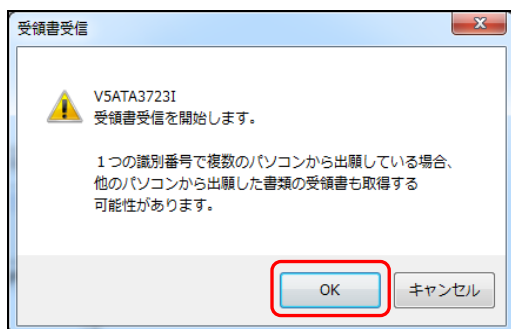 受領書受信
V5ATA3723I
受領書受信を開始します。
１つの識別番号で複数のパソコンから出願している場合、
他のパソコンから出願した書類の受領書も取得する
可能性があります。
OK
キャンセル